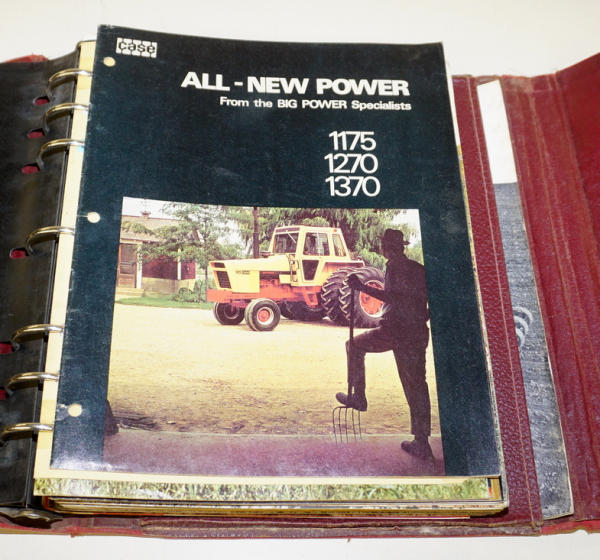 case
ALL-NEW POWER
From the BIG POWER Specialists
1175
1270
1370